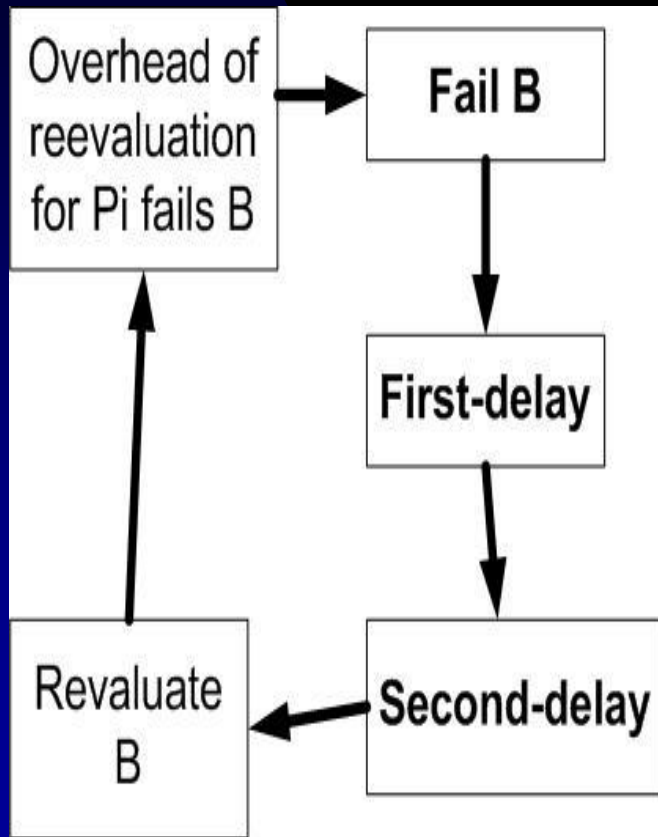 Overhead of
reevaluation
for Pi fails B
Fail B
First-delay
Second-delay
Revaluate
B